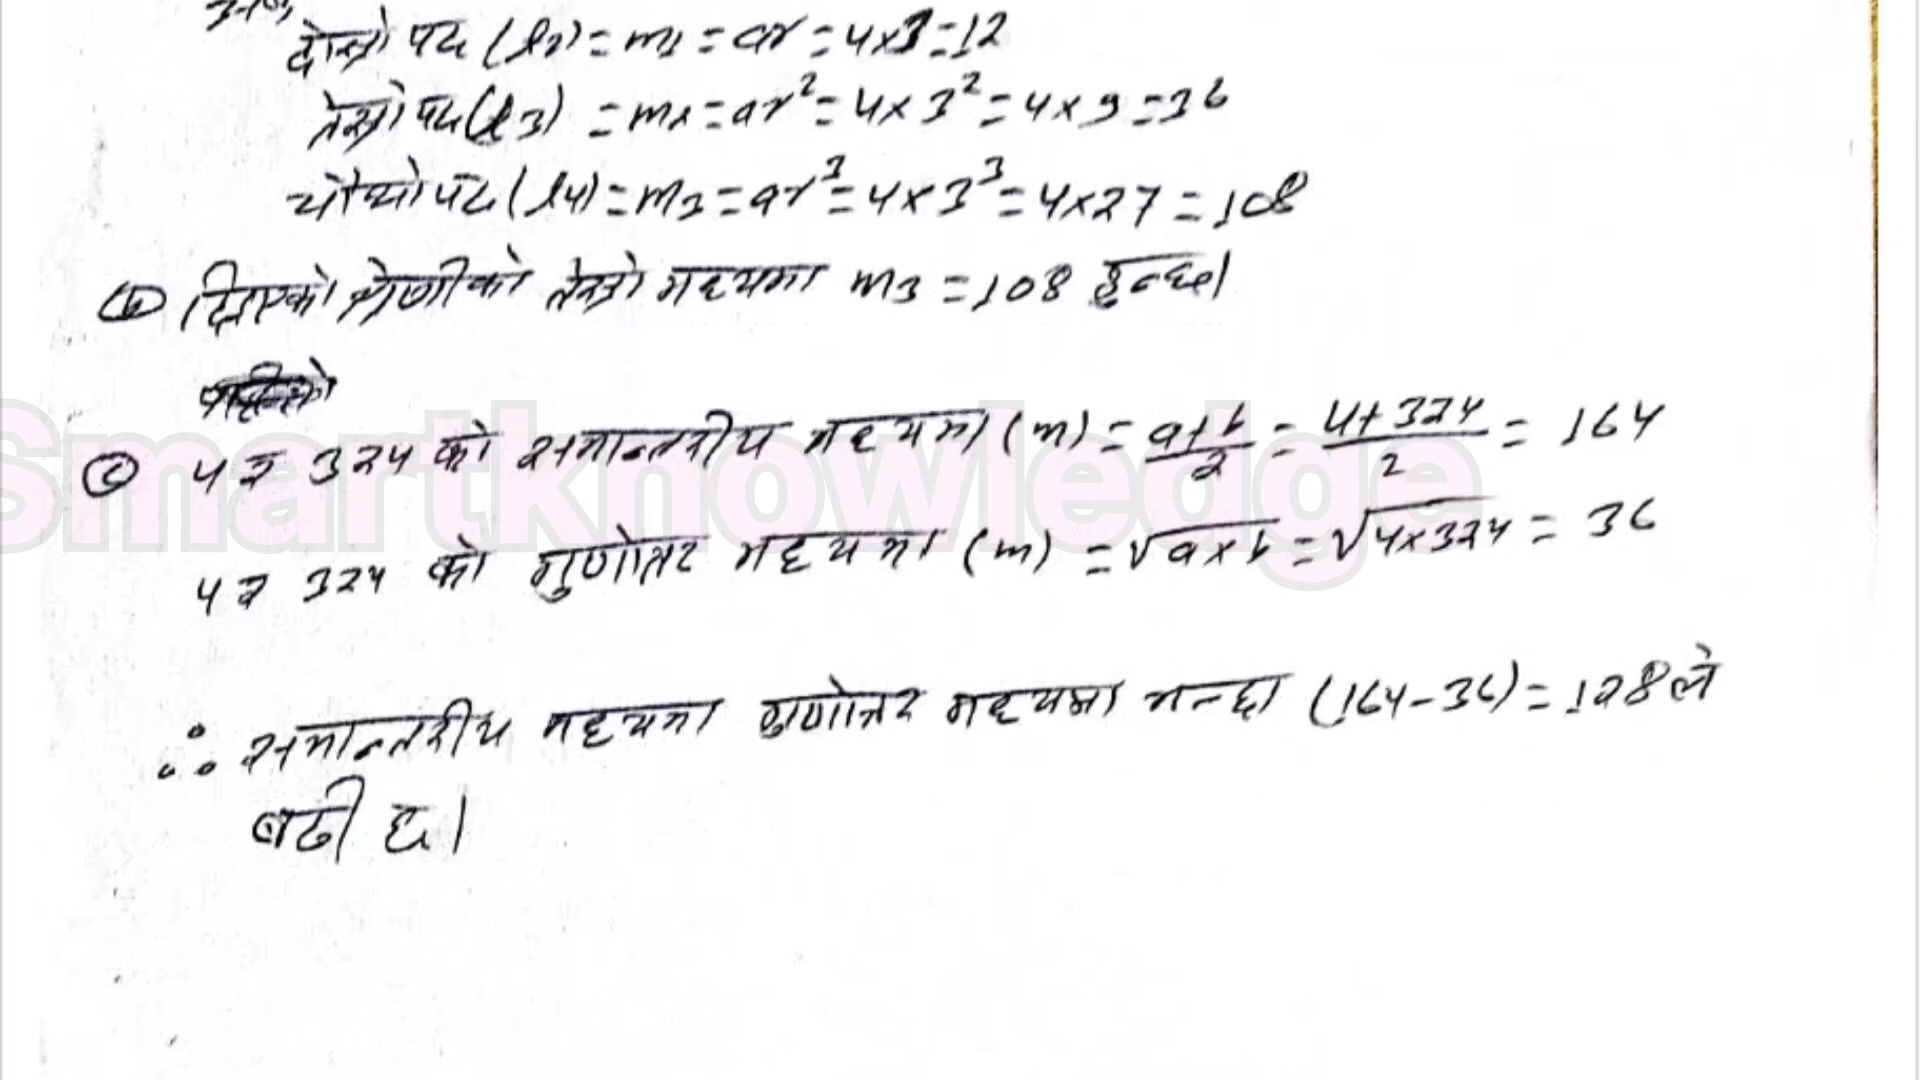 दोस्रो पद (t2) = m1 = ar = 4×3 = 12
तेस्रो पद (t3) = m2 = ar² = 4×3² = 4×9 = 36
चौथो पद (t4) = m3 = ar³ = 4×3³ = 4×27 = 108
(b) दिइएको श्रेणीको तेस्रो मध्यमा m3 = 108 हुन्छ।
(c) 4 र 324 को समान्तरीय मध्यमा (m) = a+b/2 = 4+324/2 = 164
4 र 324 को गुणोत्तर मध्यमा (m) = √a×b = √4×324 = 36
∴ समान्तरीय मध्यमा गुणोत्तर मध्यमा भन्दा (164-36) = 128 ले
बढी छ।
Smartknowledge